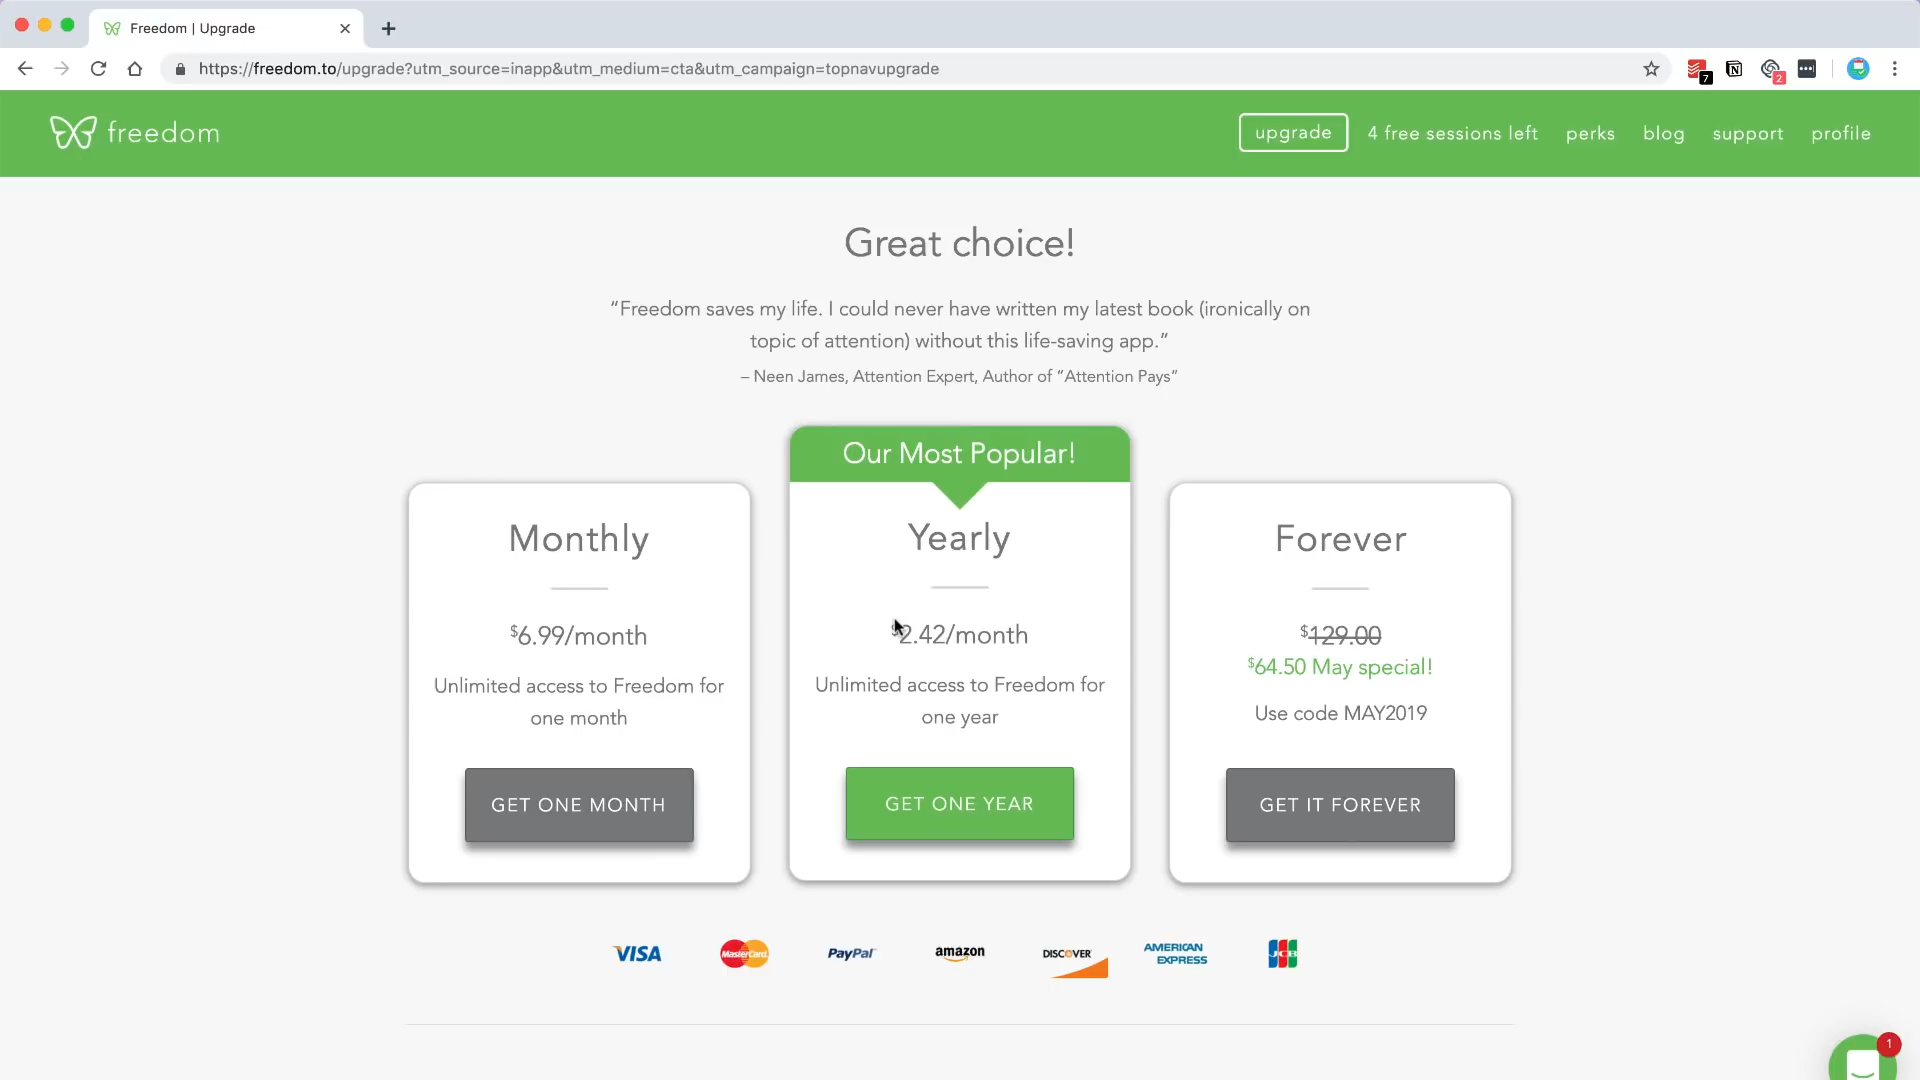 Freedom | Upgrade
https://freedom.to/upgrade?utm_source=inapp&utm_medium=cta&utm_campaign=topnavupgrade
7
2
freedom
upgrade
4 free sessions left
perks
blog
support
profile
Great choice!
“Freedom saves my life. I could never have written my latest book (ironically on
topic of attention) without this life-saving app.”
– Neen James, Attention Expert, Author of “Attention Pays”
Our Most Popular!
Monthly
$6.99/month
Unlimited access to Freedom for
one month
GET ONE MONTH
Yearly
$2.42/month
Unlimited access to Freedom for
one year
GET ONE YEAR
Forever
$129.00
$64.50 May special!
Use code MAY2019
GET IT FOREVER
VISA
MasterCard
PayPal
amazon
DISCOVER
AMERICAN
EXPRESS
JCB
1